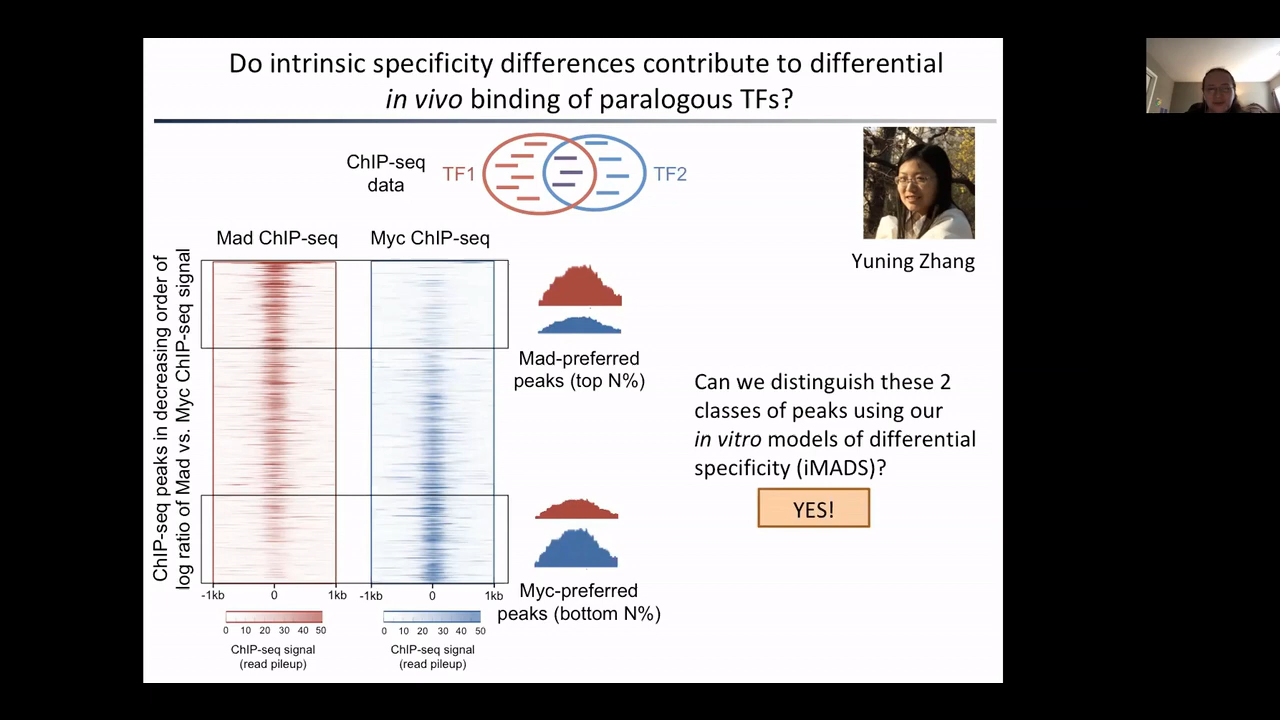 Do intrinsic specificity differences contribute to differential
in vivo binding of paralogous TFs?
ChIP-seq
data
TF1
TF2
Yuning Zhang
Mad ChIP-seq
Myc ChIP-seq
ChIP-seq peaks in decreasing order of
log ratio of Mad vs. Myc ChIP-seq signal
Mad-preferred
peaks (top N%)
Can we distinguish these 2
classes of peaks using our
in vitro models of differential
specificity (iMADS)?
YES!
Myc-preferred
peaks (bottom N%)
-1kb 0 1kb
-1kb 0 1kb
0 10 20 30 40 50
0 10 20 30 40 50
ChIP-seq signal
(read pileup)
ChIP-seq signal
(read pileup)